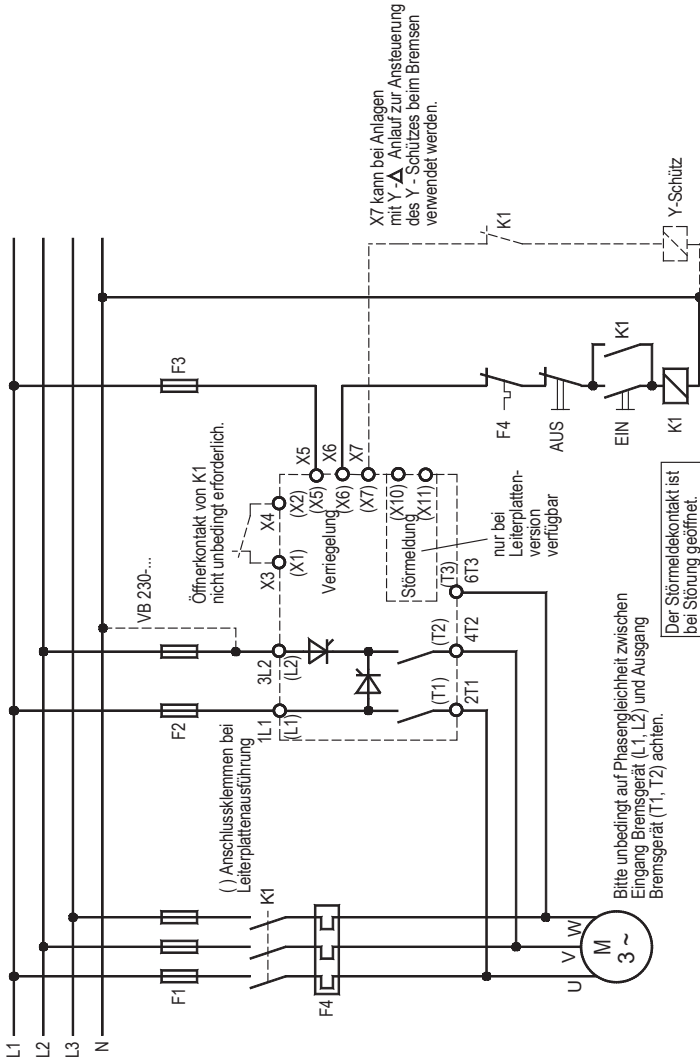 L1
L2
L3
N
F1
F2
F3
VB 230-...
Öffnerkontakt von K1
nicht unbedingt erforderlich.
( ) Anschlussklemmen bei
Leiterplattenausführung
K1
F4
1L1
(L1)
3L2
(L2)
X3
(X1)
X4
(X2)
Verriegelung
X5
(X5)
X6
(X6)
X7
(X7)
(X10)
(X11)
Störmeldung
nur bei
Leiterplatten-
version
verfügbar
(T1)
2T1
(T2)
4T2
(T3)
6T3
X7 kann bei Anlagen
mit Y -Δ Anlauf zur Ansteuerung
des Y - Schützes beim Bremsen
verwendet werden.
F4
AUS
EIN
K1
K1
K1
Y-Schütz
U
V
W
M
3 ~
Bitte unbedingt auf Phasengleichheit zwischen
Eingang Bremsgerät (L1, L2) und Ausgang
Bremsgerät (T1, T2) achten.
Der Störmeldekontakt ist
bei Störung geöffnet.